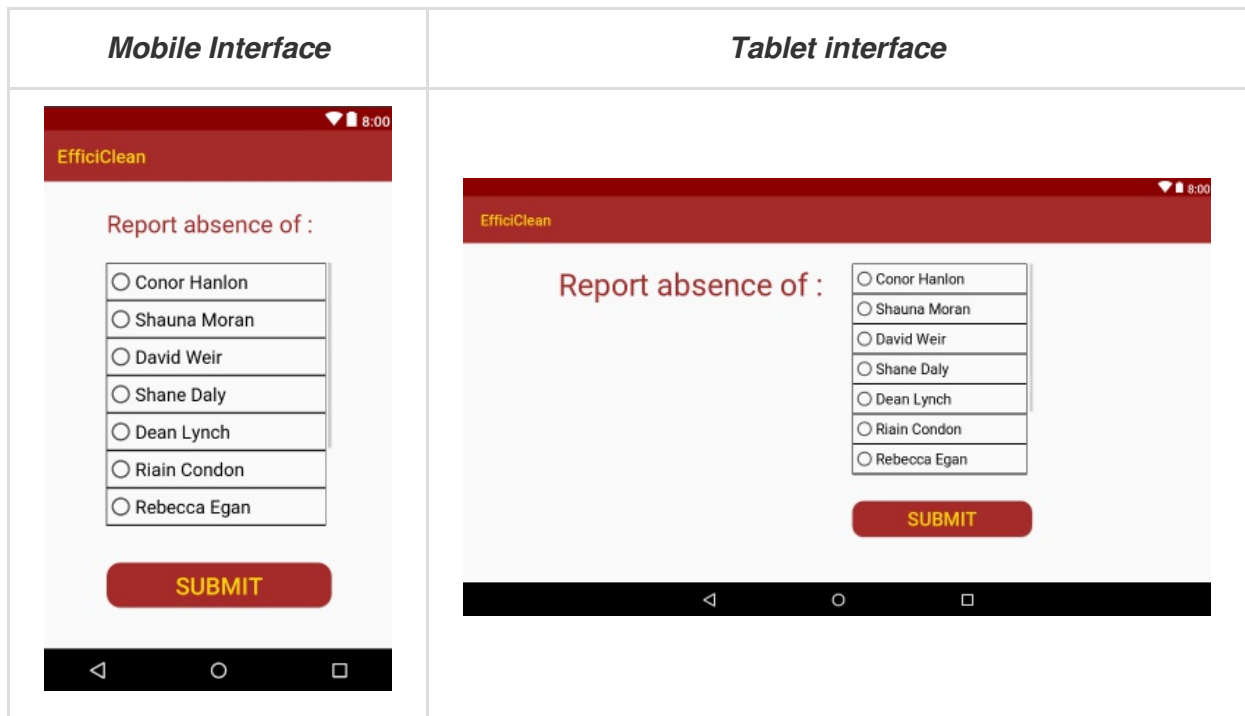 Mobile Interface
Tablet interface
8:00
EfficiClean
Report absence of :
Conor Hanlon
Shauna Moran
David Weir
Shane Daly
Dean Lynch
Riain Condon
Rebecca Egan
SUBMIT
8:00
EfficiClean
Report absence of :
Conor Hanlon
Shauna Moran
David Weir
Shane Daly
Dean Lynch
Riain Condon
Rebecca Egan
SUBMIT